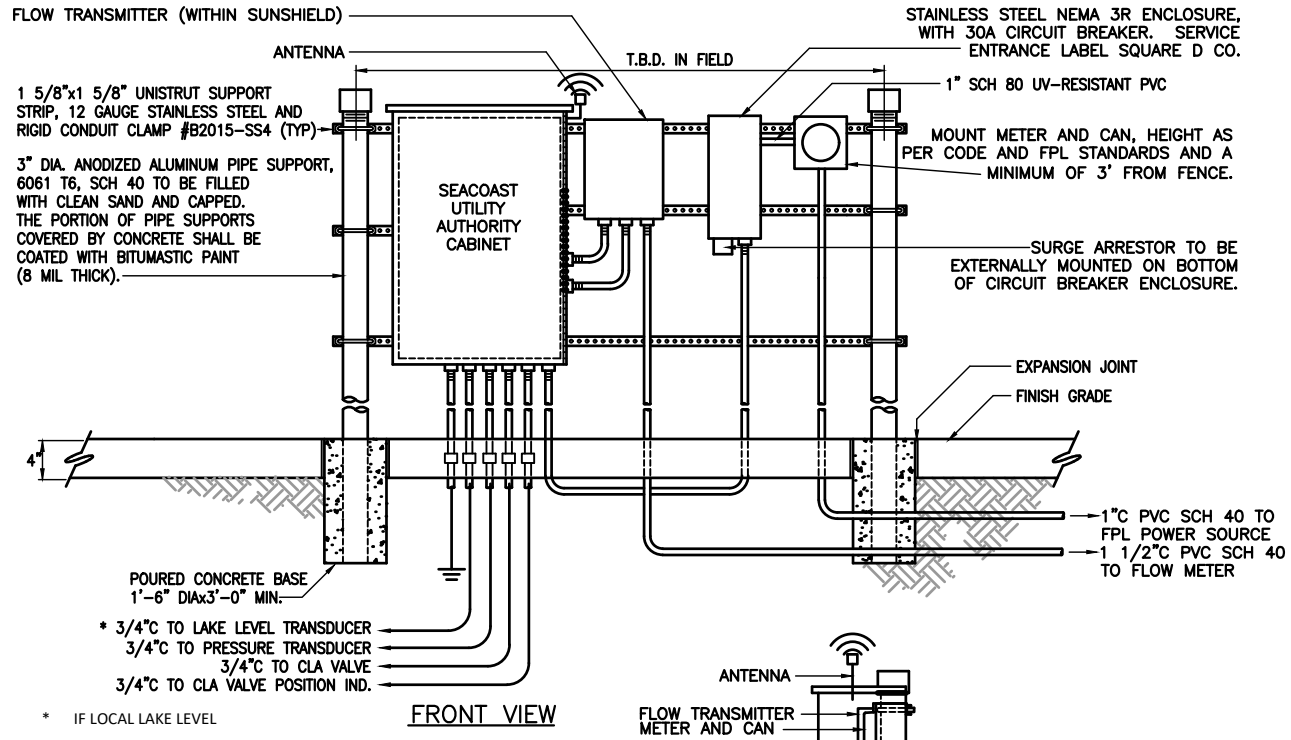 FLOW TRANSMITTER (WITHIN SUNSHIELD)
ANTENNA
1 5/8"x1 5/8" UNISTRUT SUPPORT
STRIP, 12 GAUGE STAINLESS STEEL AND
RIGID CONDUIT CLAMP #B2015-SS4 (TYP)
3" DIA. ANODIZED ALUMINUM PIPE SUPPORT,
6061 T6, SCH 40 TO BE FILLED
WITH CLEAN SAND AND CAPPED.
THE PORTION OF PIPE SUPPORTS
COVERED BY CONCRETE SHALL BE
COATED WITH BITUMASTIC PAINT
(8 MIL THICK).
T.B.D. IN FIELD
STAINLESS STEEL NEMA 3R ENCLOSURE,
WITH 30A CIRCUIT BREAKER. SERVICE
ENTRANCE LABEL SQUARE D CO.
1" SCH 80 UV-RESISTANT PVC
MOUNT METER AND CAN, HEIGHT AS
PER CODE AND FPL STANDARDS AND A
MINIMUM OF 3' FROM FENCE.
SEACOAST
UTILITY
AUTHORITY
CABINET
SURGE ARRESTOR TO BE
EXTERNALLY MOUNTED ON BOTTOM
OF CIRCUIT BREAKER ENCLOSURE.
EXPANSION JOINT
FINISH GRADE
4"
1"C PVC SCH 40 TO
FPL POWER SOURCE
1 1/2"C PVC SCH 40
TO FLOW METER
POURED CONCRETE BASE
1'-6" DIAx3'-0" MIN.
* 3/4"C TO LAKE LEVEL TRANSDUCER
3/4"C TO PRESSURE TRANSDUCER
3/4"C TO CLA VALVE
3/4"C TO CLA VALVE POSITION IND.
* IF LOCAL LAKE LEVEL
FRONT VIEW
ANTENNA
FLOW TRANSMITTER
METER AND CAN